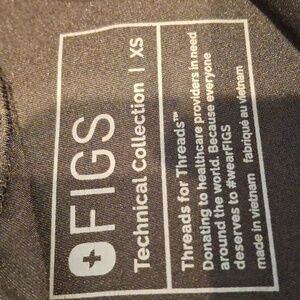 FIGS
Technical Collection | XS
Threads for Threads™
Donating to healthcare providers in need
around the world. Because everyone
deserves to #wearFIGS
made in vietnam fabriqué au vietnam